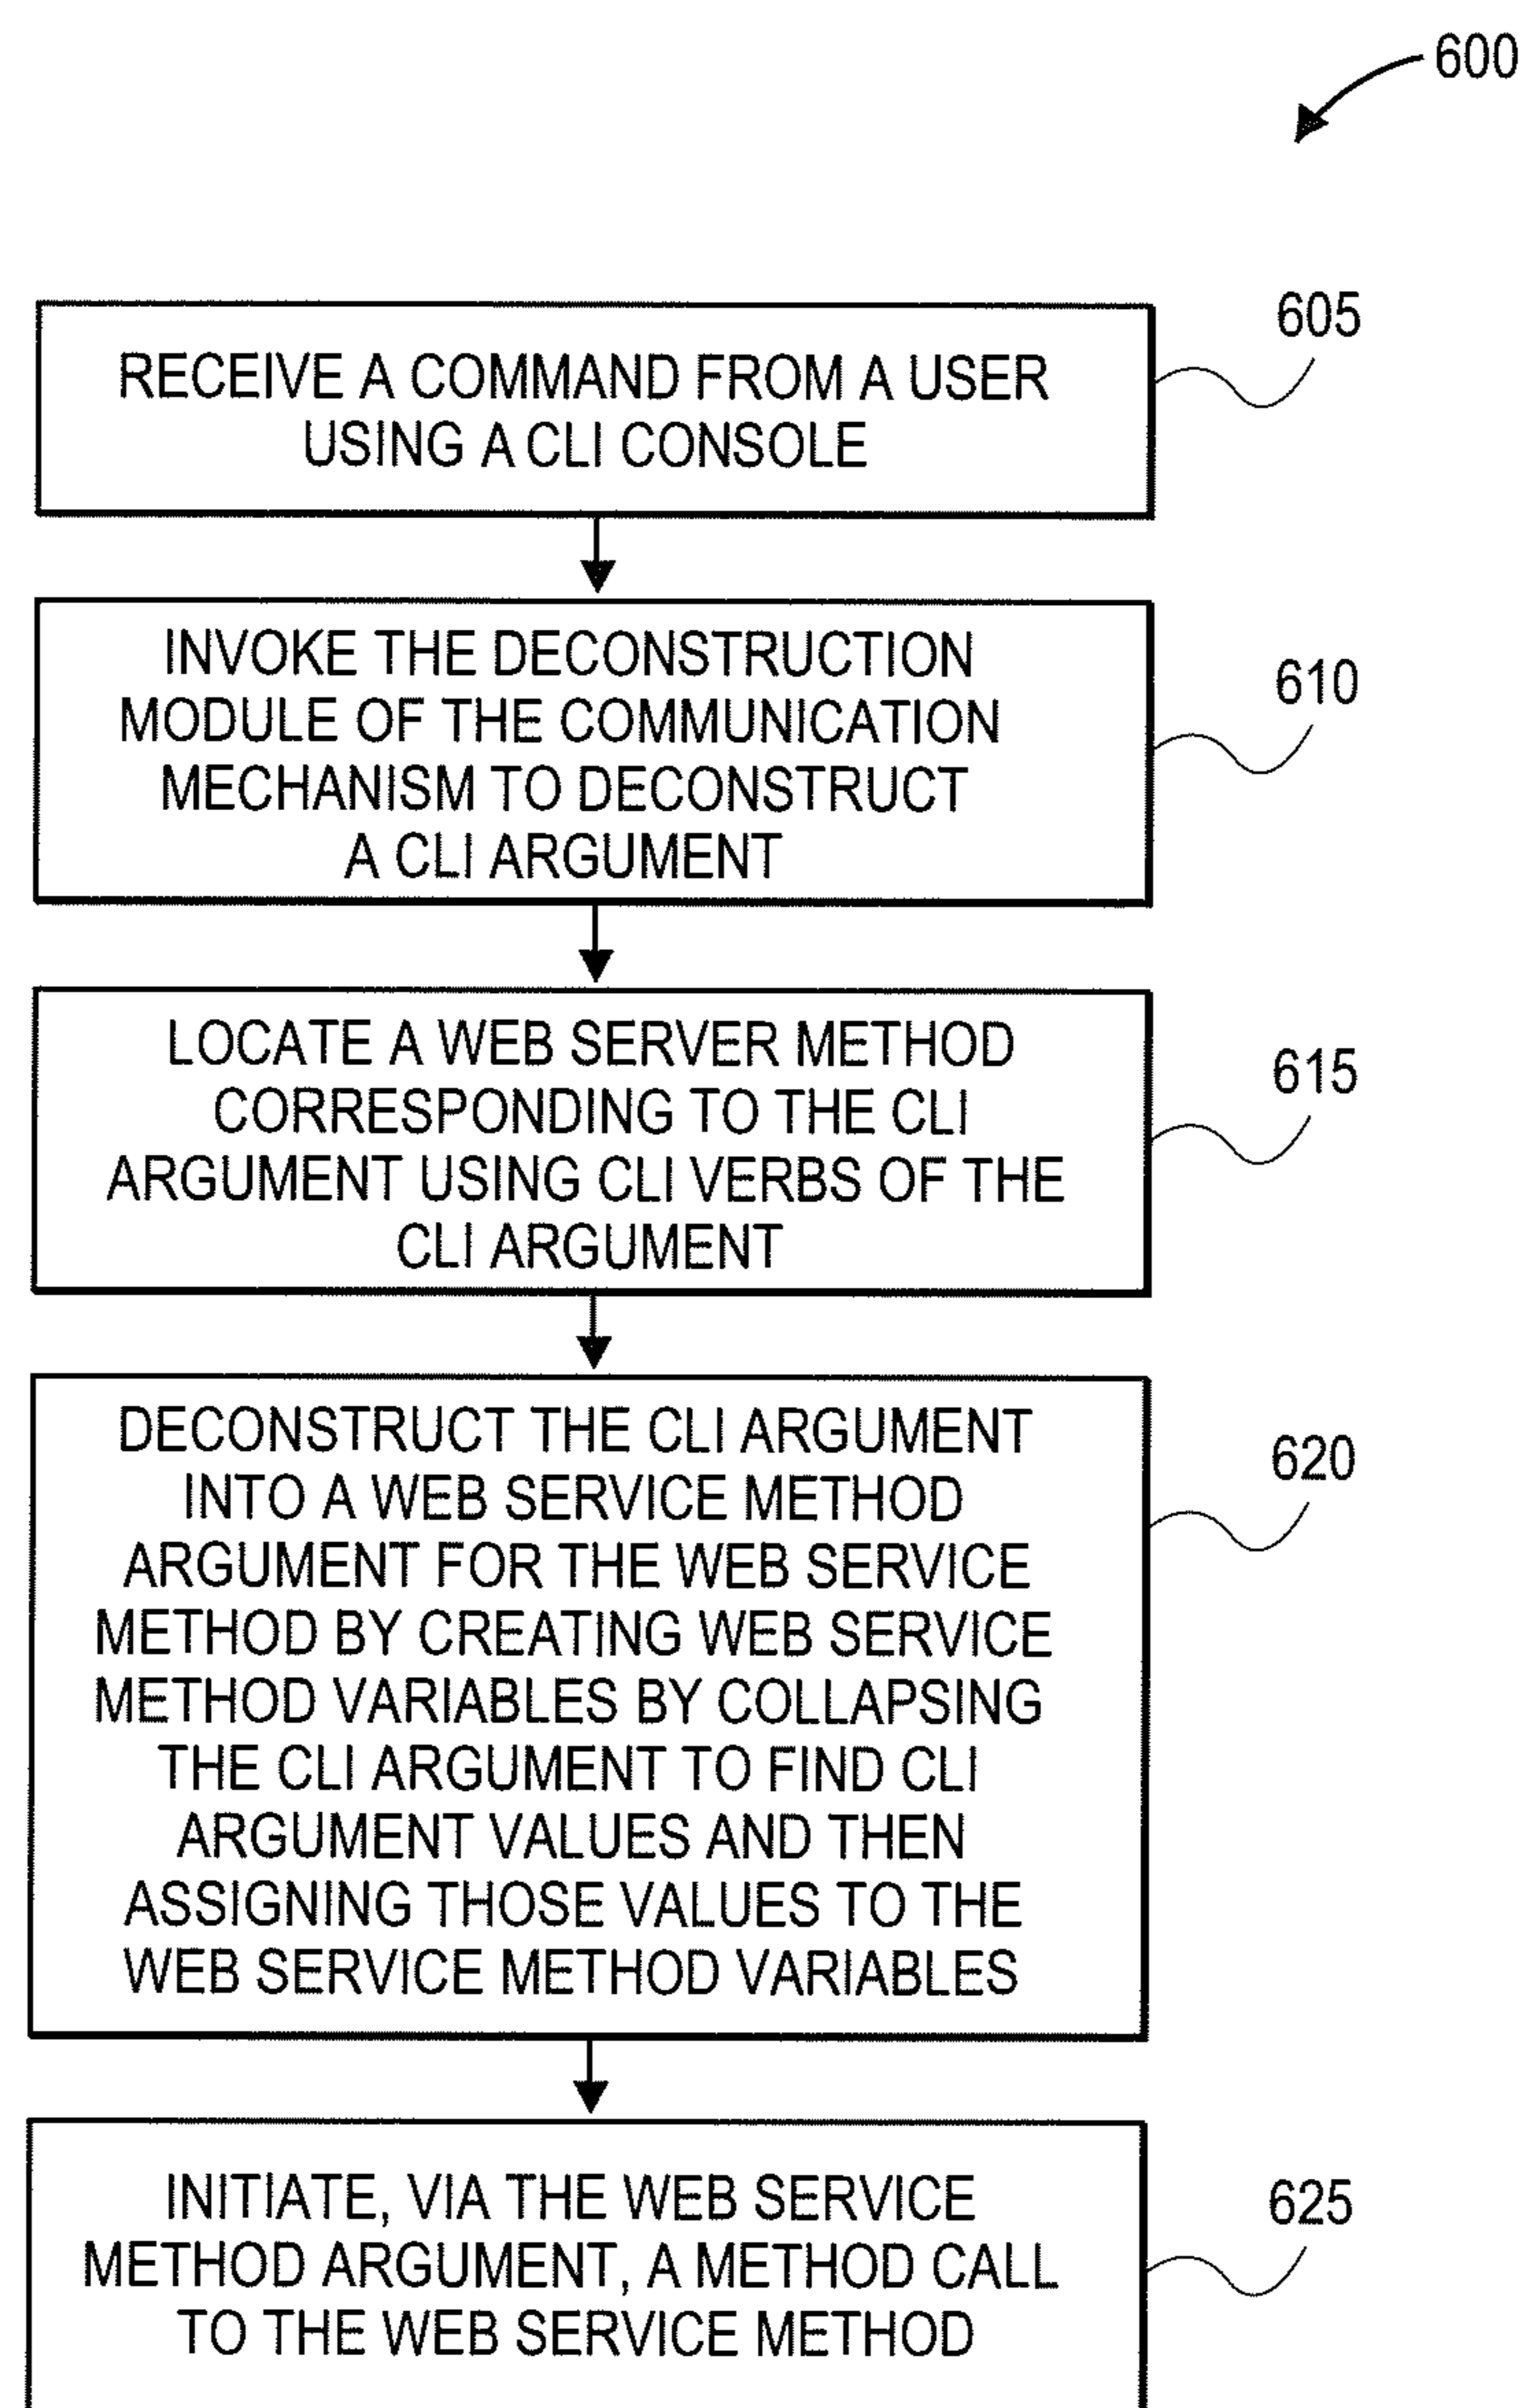 600
605
RECEIVE A COMMAND FROM A USER
USING A CLI CONSOLE
610
INVOKE THE DECONSTRUCTION
MODULE OF THE COMMUNICATION
MECHANISM TO DECONSTRUCT
A CLI ARGUMENT
615
LOCATE A WEB SERVER METHOD
CORRESPONDING TO THE CLI
ARGUMENT USING CLI VERBS OF THE
CLI ARGUMENT
620
DECONSTRUCT THE CLI ARGUMENT
INTO A WEB SERVICE METHOD
ARGUMENT FOR THE WEB SERVICE
METHOD BY CREATING WEB SERVICE
METHOD VARIABLES BY COLLAPSING
THE CLI ARGUMENT TO FIND CLI
ARGUMENT VALUES AND THEN
ASSIGNING THOSE VALUES TO THE
WEB SERVICE METHOD VARIABLES
625
INITIATE, VIA THE WEB SERVICE
METHOD ARGUMENT, A METHOD CALL
TO THE WEB SERVICE METHOD